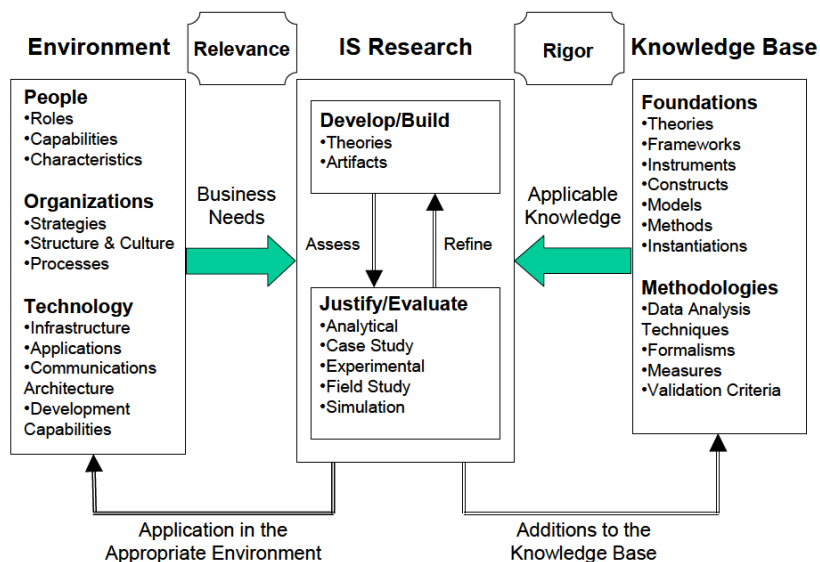 Environment
Relevance
IS Research
Rigor
Knowledge Base
People
•Roles
•Capabilities
•Characteristics
Organizations
•Strategies
•Structure & Culture
•Processes
Technology
•Infrastructure
•Applications
•Communications
Architecture
•Development
Capabilities
Business
Needs
Develop/Build
•Theories
•Artifacts
Assess
Refine
Justify/Evaluate
•Analytical
•Case Study
•Experimental
•Field Study
•Simulation
Applicable
Knowledge
Foundations
•Theories
•Frameworks
•Instruments
•Constructs
•Models
•Methods
•Instantiations
Methodologies
•Data Analysis
Techniques
•Formalisms
•Measures
•Validation Criteria
Application in the
Appropriate Environment
Additions to the
Knowledge Base